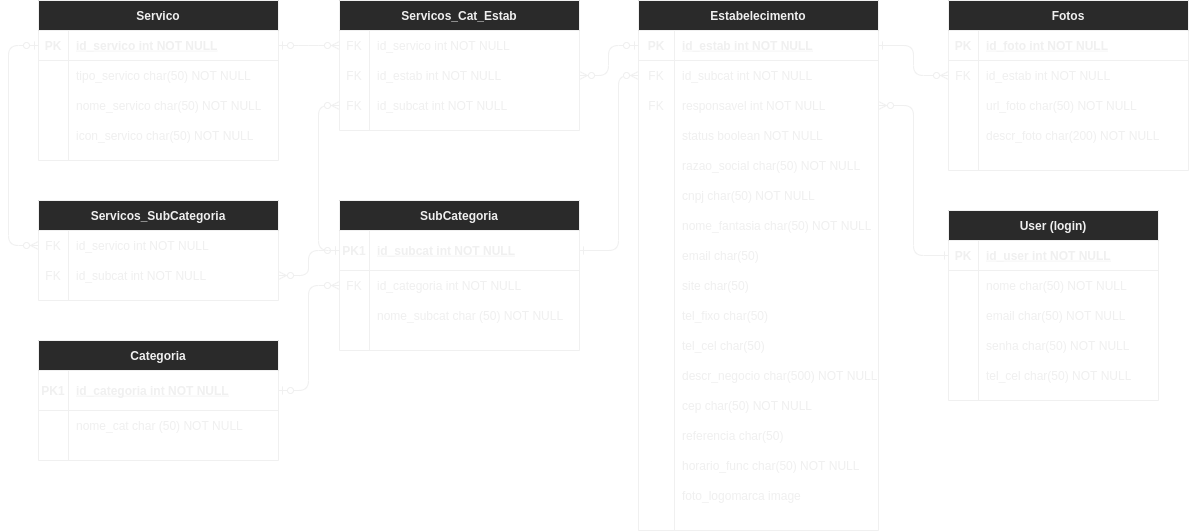 Servico
PK id_servico int NOT NULL
tipo_servico char(50) NOT NULL
nome_servico char(50) NOT NULL
icon_servico char(50) NOT NULL
Servicos_Cat_Estab
FK id_servico int NOT NULL
FK id_estab int NOT NULL
FK id_subcat int NOT NULL
Estabelecimento
PK id_estab int NOT NULL
FK id_subcat int NOT NULL
FK responsavel int NOT NULL
status boolean NOT NULL
razao_social char(50) NOT NULL
cnpj char(50) NOT NULL
nome_fantasia char(50) NOT NULL
email char(50)
site char(50)
tel_fixo char(50)
tel_cel char(50)
descr_negocio char(500) NOT NULL
cep char(50) NOT NULL
referencia char(50)
horario_func char(50) NOT NULL
foto_logomarca image
Fotos
PK id_foto int NOT NULL
FK id_estab int NOT NULL
url_foto char(50) NOT NULL
descr_foto char(200) NOT NULL
Servicos_SubCategoria
FK id_servico int NOT NULL
FK id_subcat int NOT NULL
SubCategoria
PK1 id_subcat int NOT NULL
FK id_categoria int NOT NULL
nome_subcat char (50) NOT NULL
User (login)
PK id_user int NOT NULL
nome char(50) NOT NULL
email char(50) NOT NULL
senha char(50) NOT NULL
tel_cel char(50) NOT NULL
Categoria
PK1 id_categoria int NOT NULL
nome_cat char (50) NOT NULL